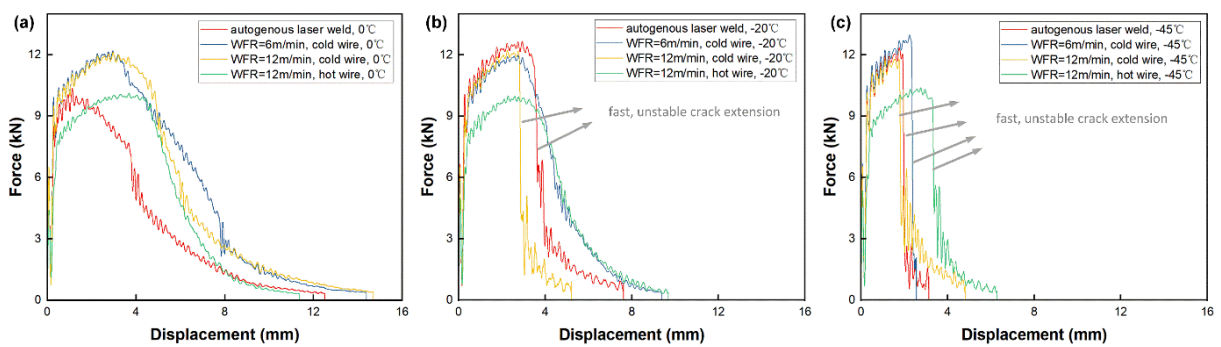 (a)
autogenous laser weld, 0℃
WFR=6m/min, cold wire, 0℃
WFR=12m/min, cold wire, 0℃
WFR=12m/min, hot wire, 0℃
15
12
9
6
3
0
Force (kN)
0 4 8 12 16
Displacement (mm)
(b)
autogenous laser weld, -20℃
WFR=6m/min, cold wire, -20℃
WFR=12m/min, cold wire, -20℃
WFR=12m/min, hot wire, -20℃
fast, unstable crack extension
15
12
9
6
3
0
Force (kN)
0 4 8 12 16
Displacement (mm)
(c)
autogenous laser weld, -45℃
WFR=6m/min, cold wire, -45℃
WFR=12m/min, cold wire, -45℃
WFR=12m/min, hot wire, -45℃
fast, unstable crack extension
15
12
9
6
3
0
Force (kN)
0 4 8 12 16
Displacement (mm)